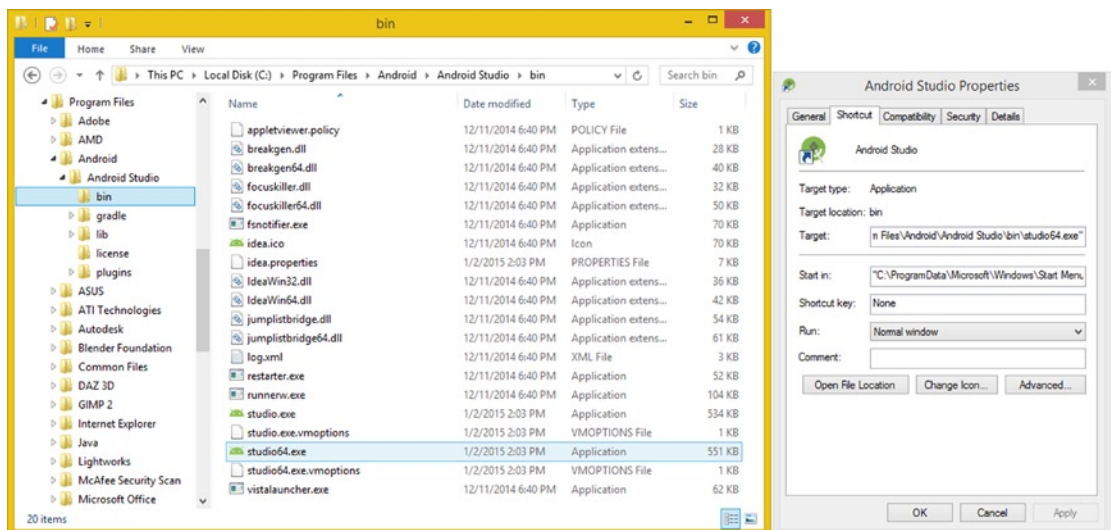 bin
File Home Share View
This PC Local Disk (C:) Program Files Android Android Studio bin Search bin
Program Files
Adobe
AMD
Android
Android Studio
bin
gradle
lib
license
plugins
ASUS
ATI Technologies
Autodesk
Blender Foundation
Common Files
DAZ 3D
GIMP 2
Internet Explorer
Java
Lightworks
McAfee Security Scan
Microsoft Office
Name Date modified Type Size
appletviewer.policy 12/11/2014 6:40 PM POLICY File 1 KB
breakgen.dll 12/11/2014 6:40 PM Application extens... 28 KB
breakgen64.dll 12/11/2014 6:40 PM Application extens... 40 KB
focuskiller.dll 12/11/2014 6:40 PM Application extens... 32 KB
focuskiller64.dll 12/11/2014 6:40 PM Application extens... 50 KB
fsnotifier.exe 12/11/2014 6:40 PM Application 70 KB
idea.ico 12/11/2014 6:40 PM Icon 70 KB
idea.properties 1/2/2015 2:03 PM PROPERTIES File 7 KB
IdeaWin32.dll 12/11/2014 6:40 PM Application extens... 36 KB
IdeaWin64.dll 12/11/2014 6:40 PM Application extens... 42 KB
jumplistbridge.dll 12/11/2014 6:40 PM Application extens... 54 KB
jumplistbridge64.dll 12/11/2014 6:40 PM Application extens... 61 KB
log.xml 12/11/2014 6:40 PM XML File 3 KB
restarter.exe 12/11/2014 6:40 PM Application 52 KB
runnerw.exe 12/11/2014 6:40 PM Application 104 KB
studio.exe 1/2/2015 2:03 PM Application 534 KB
studio.exe.vmoptions 1/2/2015 2:03 PM VMOPTIONS File 1 KB
studio64.exe 1/2/2015 2:03 PM Application 551 KB
studio64.exe.vmoptions 1/2/2015 2:03 PM VMOPTIONS File 1 KB
vistalauncher.exe 12/11/2014 6:40 PM Application 62 KB
20 items
Android Studio Properties
General Shortcut Compatibility Security Details
Android Studio
Target type: Application
Target location: bin
Target: n Files\Android\Android Studio\bin\studio64.exe"
Start in: "C:\ProgramData\Microsoft\Windows\Start Menu,
Shortcut key: None
Run: Normal window
Comment:
Open File Location Change Icon... Advanced...
OK Cancel Apply